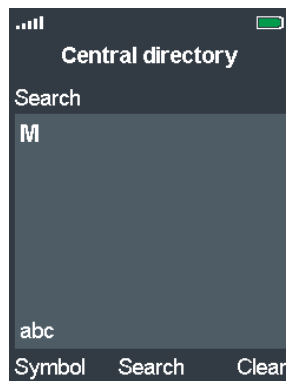 Central directory
Search
M
abc
Symbol Search Clear